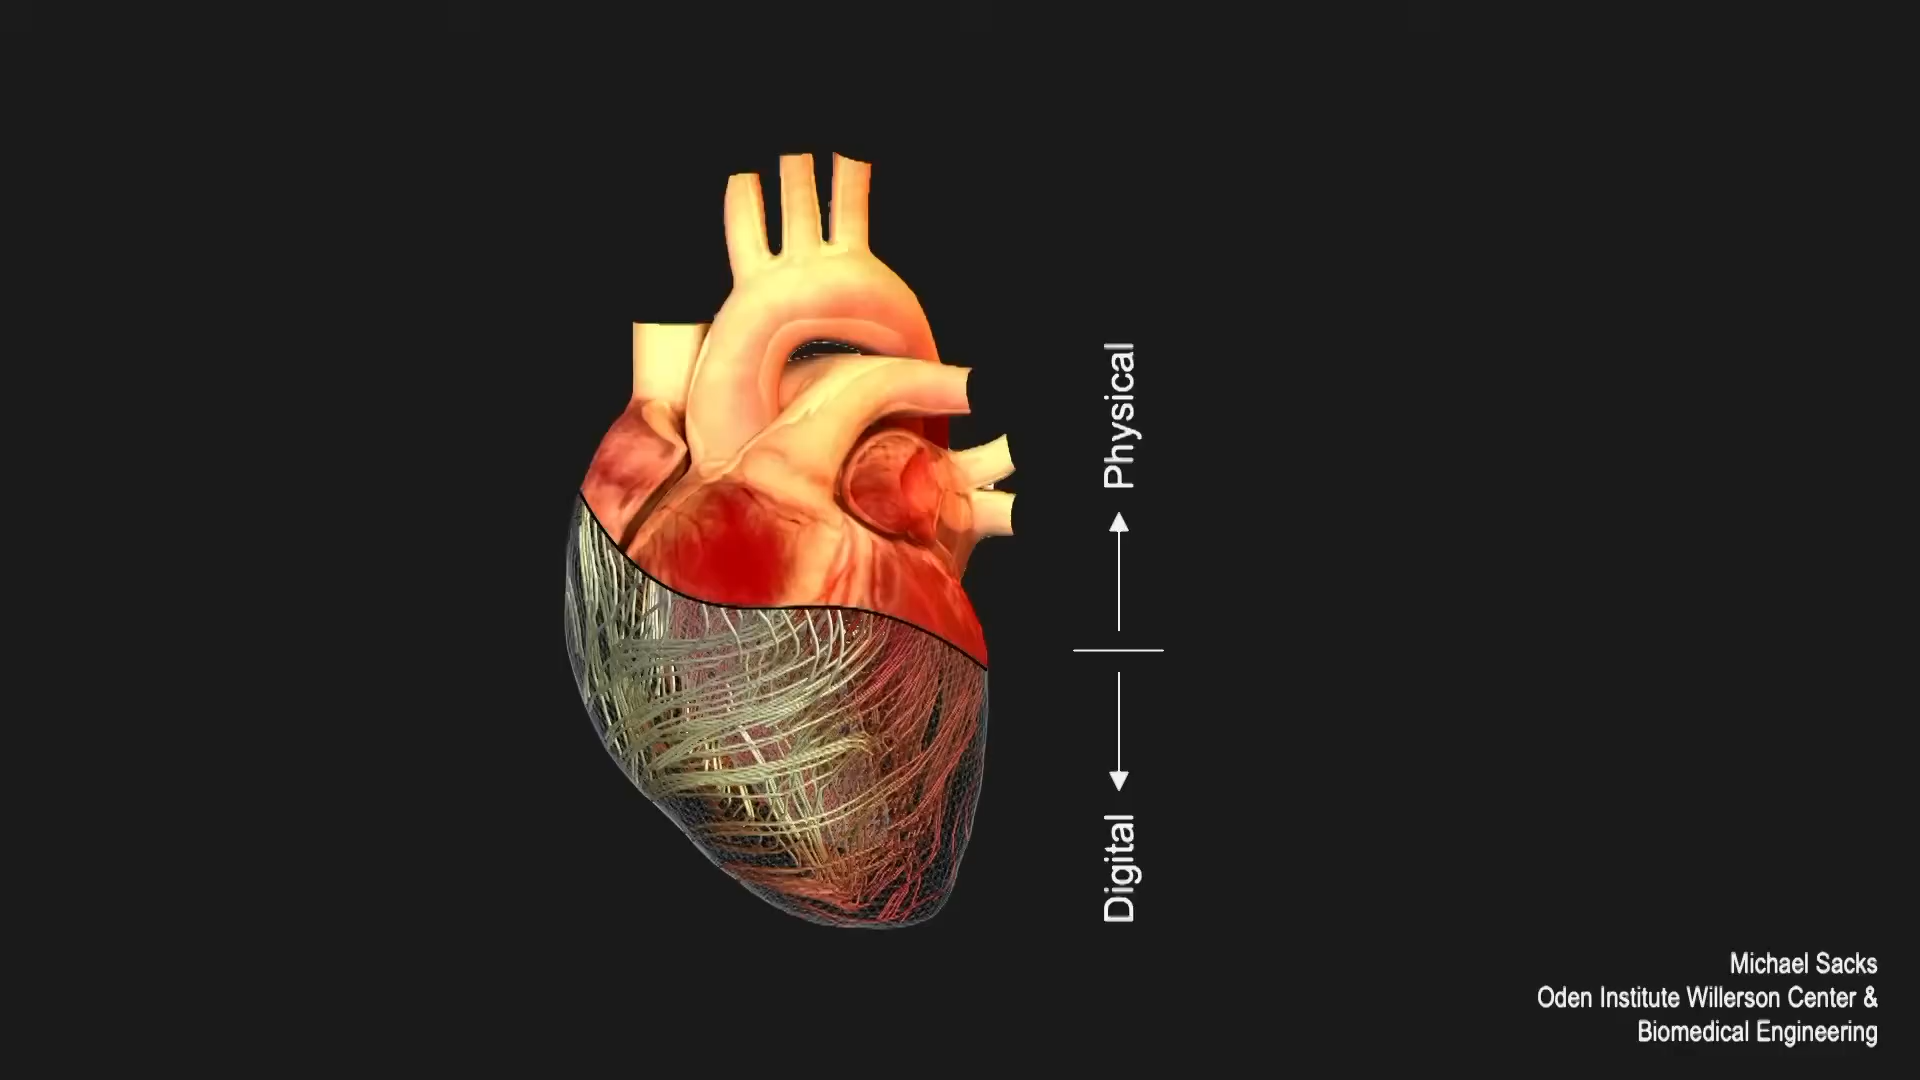 Physical
Digital
Michael Sacks
Oden Institute Willerson Center &
Biomedical Engineering